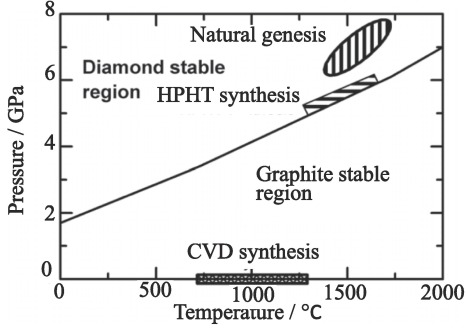 8
Natural genesis
Diamond stable
region
HPHT synthesis
6
Pressure / GPa
4
Graphite stable
region
2
CVD synthesis
0
0 500 1000 1500 2000
Temperature / °C